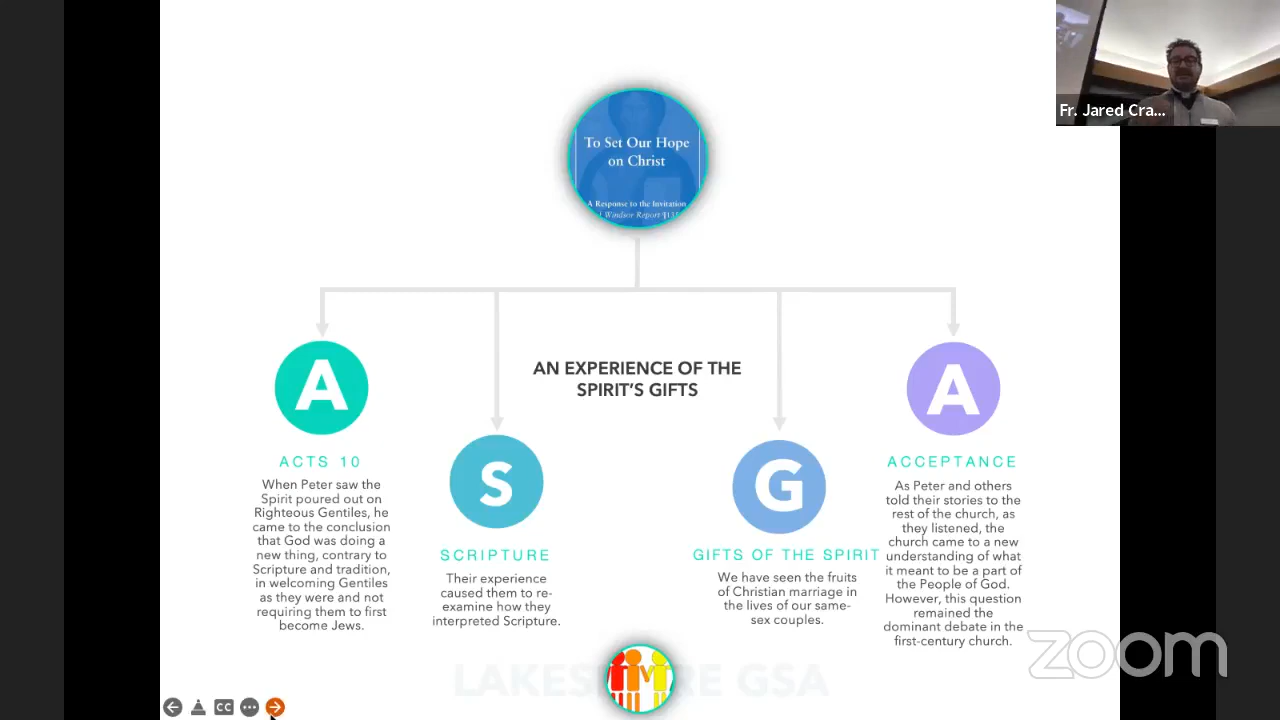 Fr. Jared Cra...
To Set Our Hope
on Christ
A Response to the Invitation
Windsor Report ¶13
AN EXPERIENCE OF THE
SPIRIT'S GIFTS
A
ACTS 10
When Peter saw the
Spirit poured out on
Righteous Gentiles, he
came to the conclusion
that God was doing a
new thing, contrary to
Scripture and tradition,
in welcoming Gentiles
as they were and not
requiring them to first
become Jews.
S
SCRIPTURE
Their experience
caused them to re-
examine how they
interpreted Scripture.
G
GIFTS OF THE SPIRIT
We have seen the fruits
of Christian marriage in
the lives of our same-
sex couples.
A
ACCEPTANCE
As Peter and others
told their stories to the
rest of the church, as
they listened, the
church came to a new
understanding of what
it meant to be a part of
the People of God.
However, this question
remained the
dominant debate in the
first-century church.
zoom
LAKES RE GSA
CC